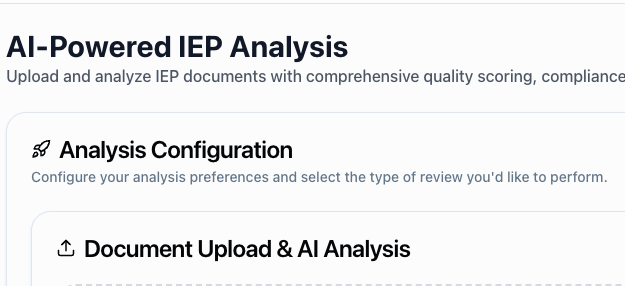 AI-Powered IEP Analysis
Upload and analyze IEP documents with comprehensive quality scoring, compliance
Analysis Configuration
Configure your analysis preferences and select the type of review you'd like to perform.
Document Upload & AI Analysis